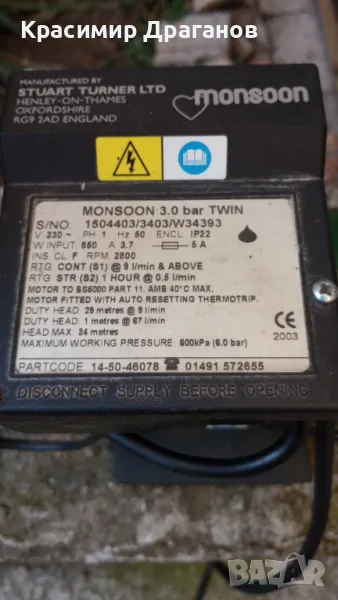 Красимир Драганов
MANUFACTURED BY
STUART TURNER LTD
HENLEY-ON-THAMES
OXFORDSHIRE
RG9 2AD ENGLAND
monsoon
MONSOON 3.0 bar TWIN
S/NO. 1504403/3403/W34393
V 230 ~ PH 1 Hz 50 ENCL. IP22
W INPUT. 850 A 3.7 5 A
INS CL. F RPM. 2800
RTG CONT (S1) @ 9 l/min & ABOVE
RTG STR (S2) 1 HOUR @ 0.5 l/min
MOTOR TO BS5000 PART 11. AMB 40°C MAX.
MOTOR FITTED WITH AUTO RESETTING THERMOTRIP.
DUTY HEAD. 29 metres @ 9 l/min
DUTY HEAD. 1 metres @ 67 l/min
HEAD MAX 34 metres
MAXIMUM WORKING PRESSURE 600kPa (6.0 bar)
CE
2003
PARTCODE. 14-50-46078 ☎ 01491 572655
DISCONNECT SUPPLY BEFORE OPENING
BAZAR